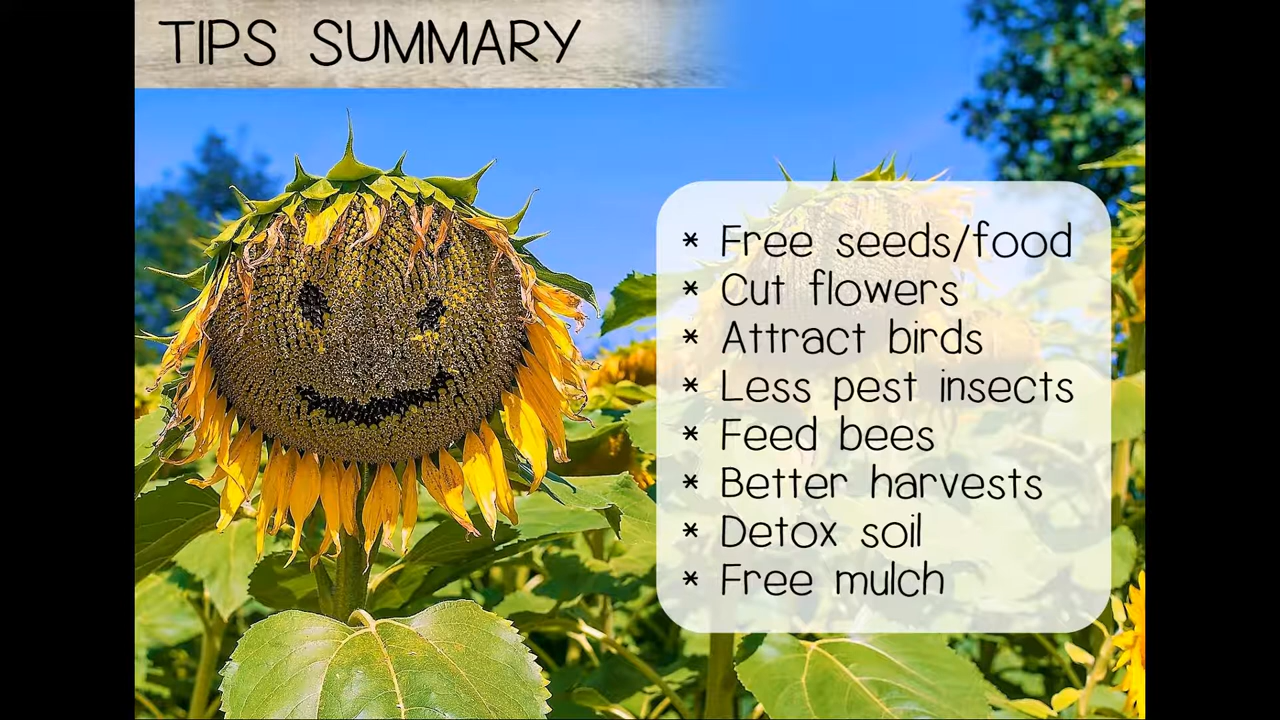 TIPS SUMMARY
* Free seeds/food
* Cut flowers
* Attract birds
* Less pest insects
* Feed bees
* Better harvests
* Detox soil
* Free mulch